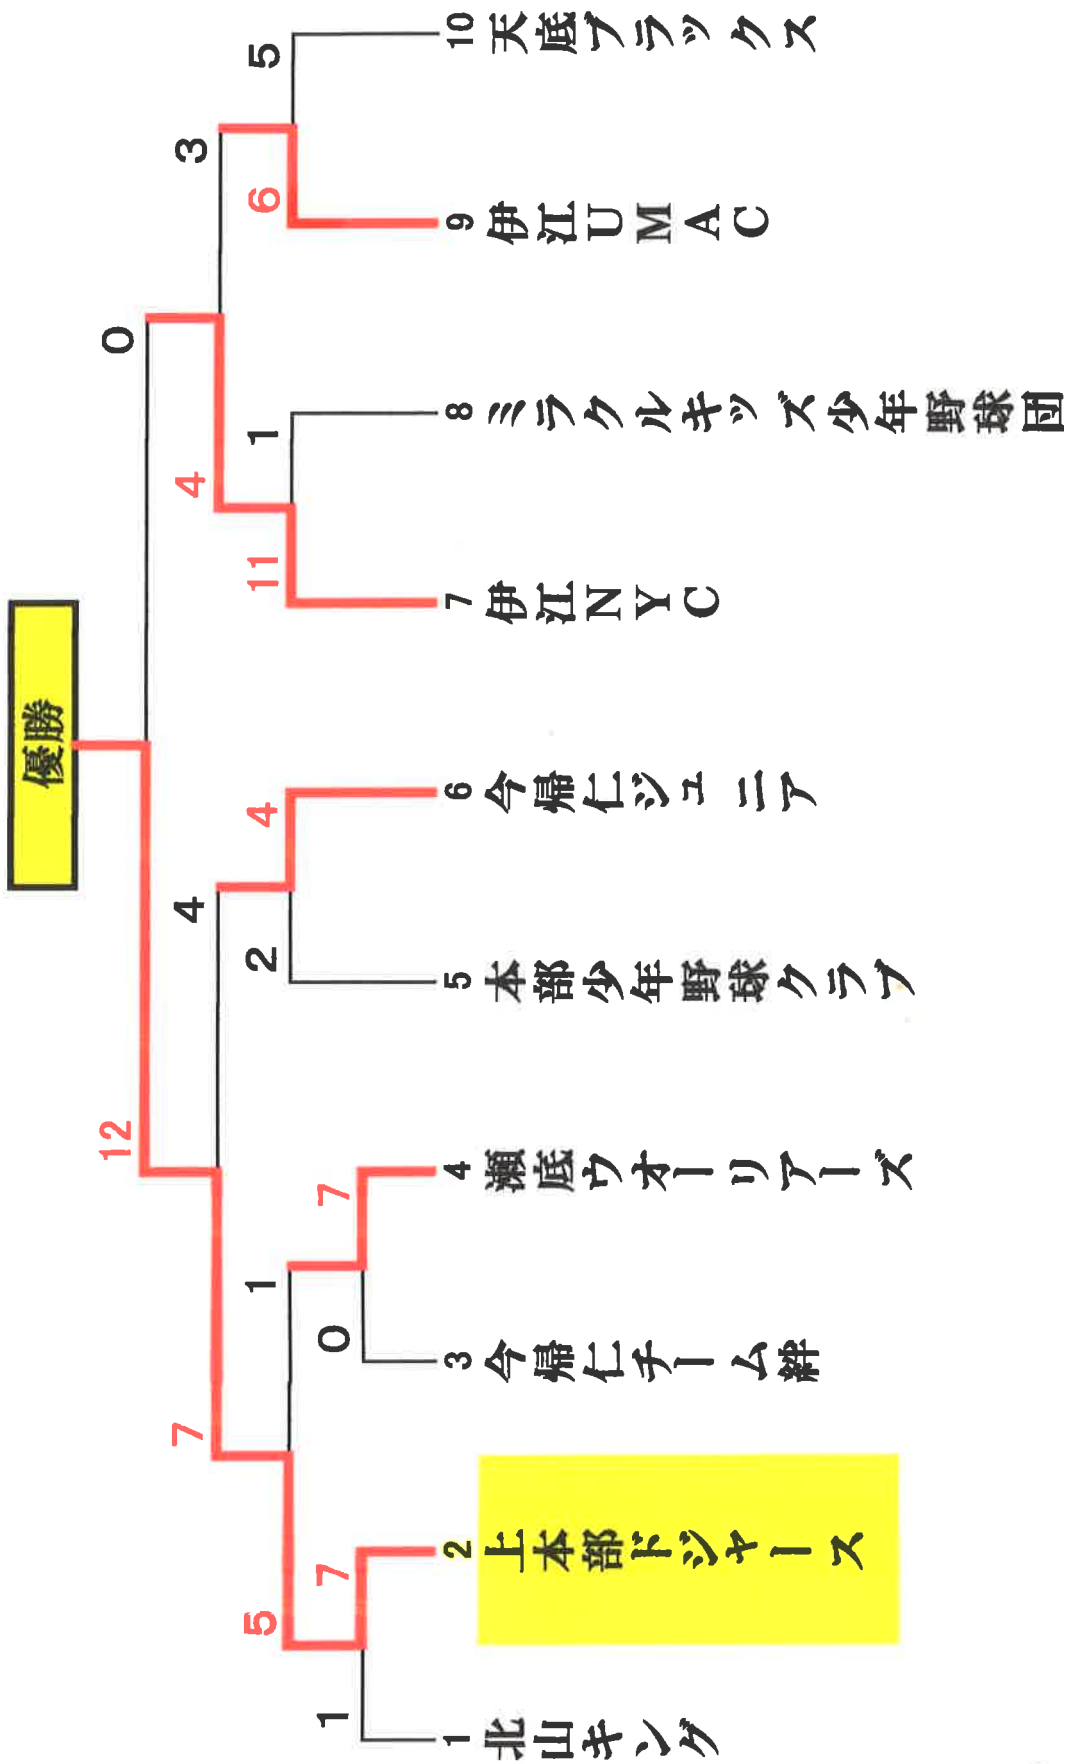 優勝
12
0
7
4
4
3
5
1
2
4
11
1
6
5
1
7
0
7
1 北山キング
2 上本部ドジャース
3 今帰仁チーム絆
4 瀬底ウオーリアーズ
5 本部少年野球クラブ
6 今帰仁ジュニア
7 伊江NYC
8 ミラクルキッズ少年野球団
9 伊江UMAC
10 天底ブラックス